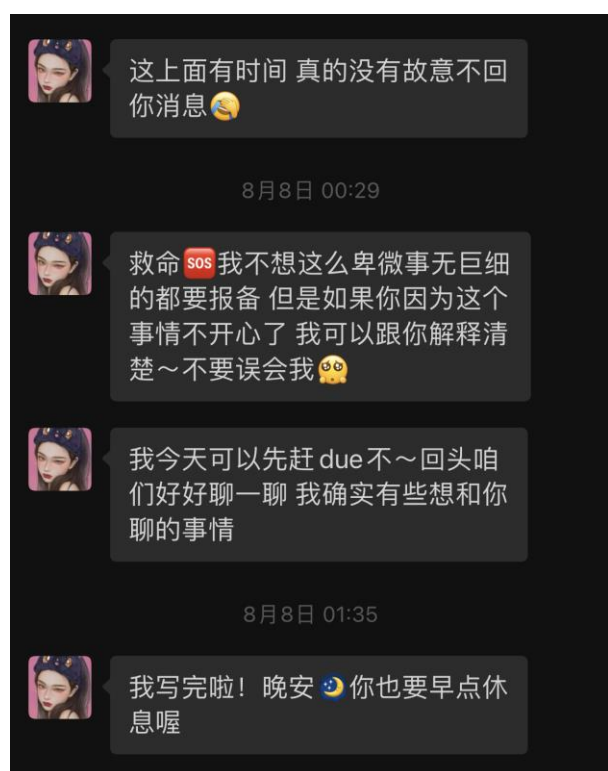 这上面有时间 真的没有故意不回
你消息🤣
8月8日 00:29
救命🆘我不想这么卑微事无巨细
的都要报备 但是如果你因为这个
事情不开心了 我可以跟你解释清
楚～不要误会我🥺
我今天可以先赶 due 不～回头咱
们好好聊一聊 我确实有些想和你
聊的事情
8月8日 01:35
我写完啦！晚安🌙你也要早点休
息喔